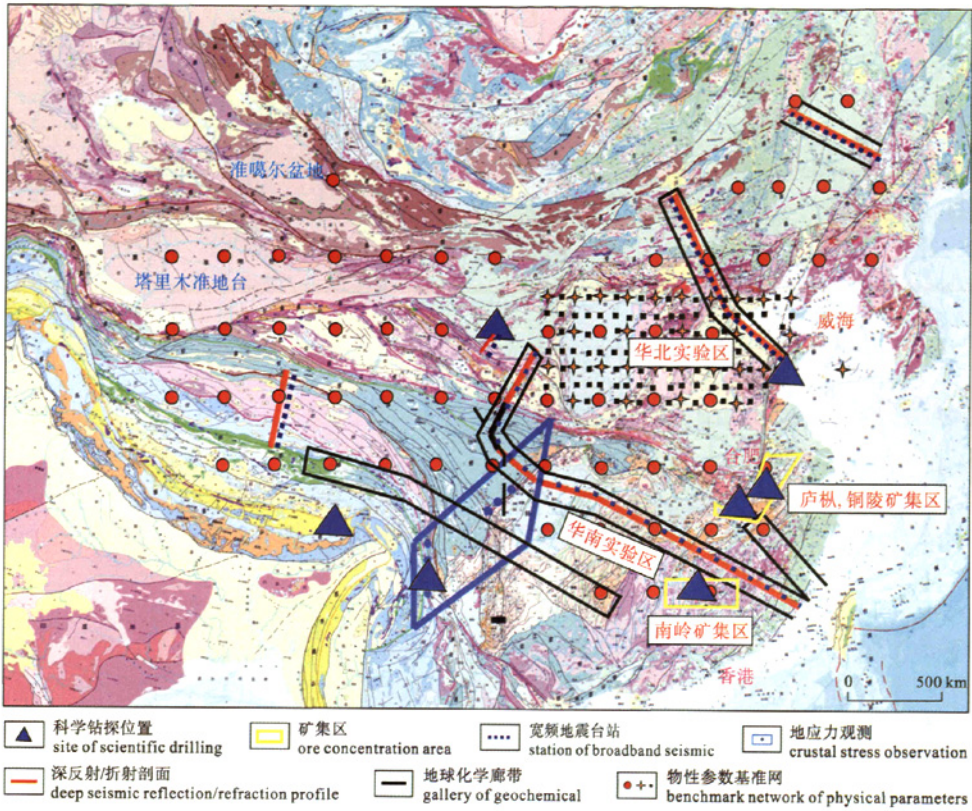 准噶尔盆地
塔里木准地台
威海
华北实验区
合肥
庐枞,铜陵矿集区
华南实验区
南岭矿集区
香港
0 500 km
科学钻探位置
site of scientific drilling
矿集区
ore concentration area
宽频地震台站
station of broadband seismic
地应力观测
crustal stress observation
深反射/折射剖面
deep seismic reflection/refraction profile
地球化学廊带
gallery of geochemical
物性参数基准网
benchmark network of physical parameters